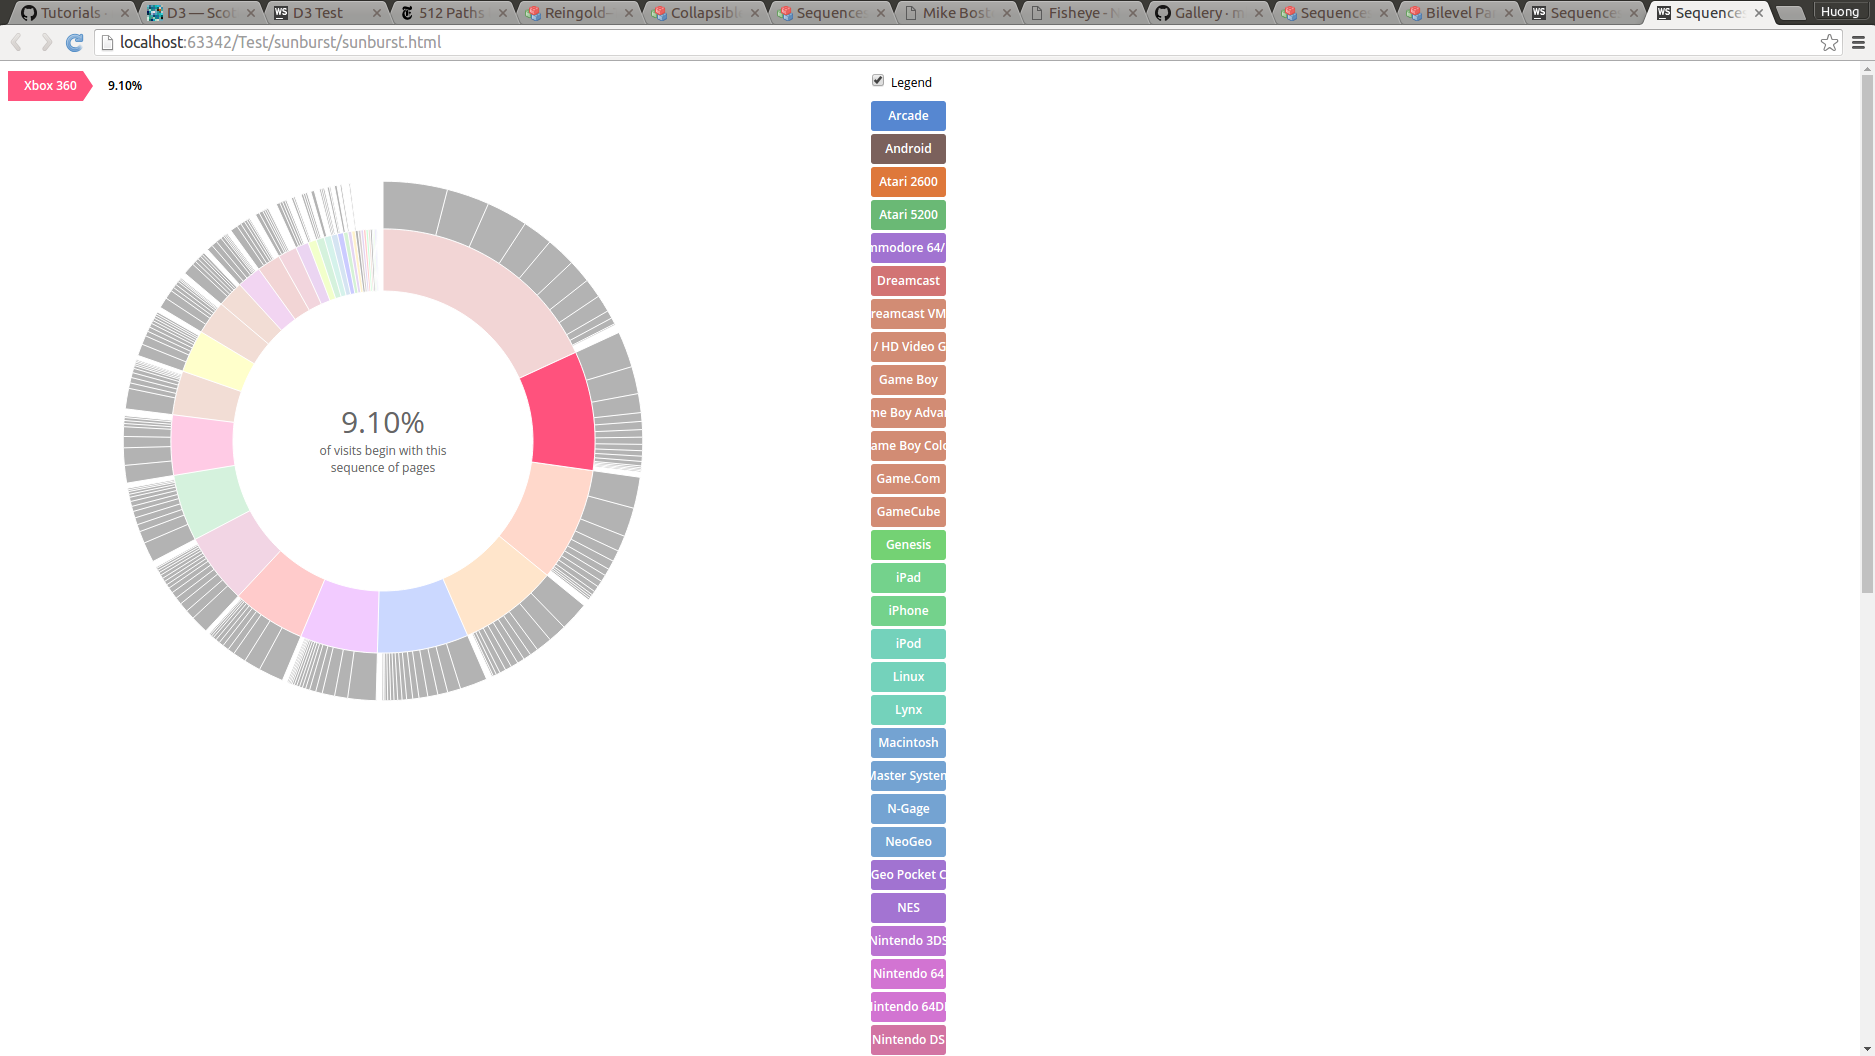 Tutorials
D3 — Scot
D3 Test
512 Paths
Reingold–
Collapsibl
Sequence
Mike Bost
Fisheye - N
Gallery · m
Sequence
Bilevel Pa
Sequence
Sequence
Huong
localhost:63342/Test/sunburst/sunburst.html
Xbox 360
9.10%
Legend
9.10%
of visits begin with this
sequence of pages
Arcade
Android
Atari 2600
Atari 5200
mmodore 64/
Dreamcast
reamcast VM
/ HD Video G
Game Boy
me Boy Advan
ame Boy Colo
Game.Com
GameCube
Genesis
iPad
iPhone
iPod
Linux
Lynx
Macintosh
Master System
N-Gage
NeoGeo
Geo Pocket C
NES
Nintendo 3DS
Nintendo 64
intendo 64D
Nintendo DS